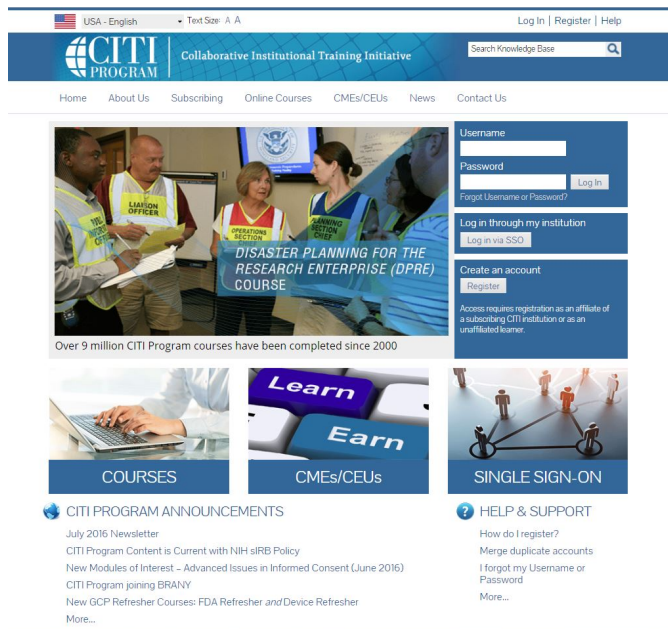 USA - English
Text Size: A A
Log In | Register | Help
CITI
PROGRAM
Collaborative Institutional Training Initiative
Search Knowledge Base
Home About Us Subscribing Online Courses CMEs/CEUs News Contact Us
LIAISON
OFFICER
OPERATIONS
SECTION
PLANNING
SECTION
CHIEF
DISASTER PLANNING FOR THE
RESEARCH ENTERPRISE (DPRE)
COURSE
Over 9 million CITI Program courses have been completed since 2000
Username
Password
Log In
Forgot Username or Password?
Log in through my institution
Log in via SSO
Create an account
Register
Access requires registration as an affiliate of
a subscribing CITI institution or as an
unaffiliated learner.
Learn
Earn
COURSES
CMEs/CEUs
SINGLE SIGN-ON
CITI PROGRAM ANNOUNCEMENTS
July 2016 Newsletter
CITI Program Content is Current with NIH sIRB Policy
New Modules of Interest – Advanced Issues in Informed Consent (June 2016)
CITI Program joining BRANY
New GCP Refresher Courses: FDA Refresher and Device Refresher
More...
HELP & SUPPORT
How do I register?
Merge duplicate accounts
I forgot my Username or
Password
More...